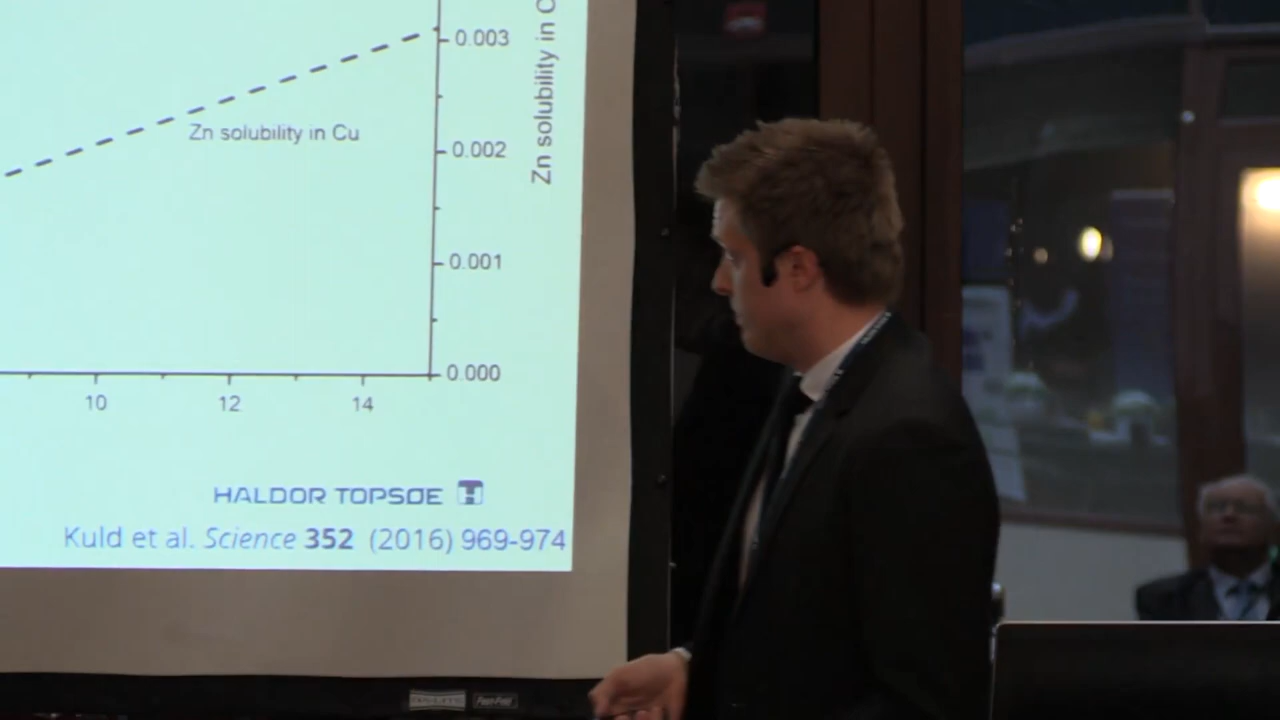 0.003
Zn solubility in Cu
0.002
Zn solubility in
0.001
0.000
10
12
14
HALDOR TOPSØE
Kuld et al. Science 352 (2016) 969-974